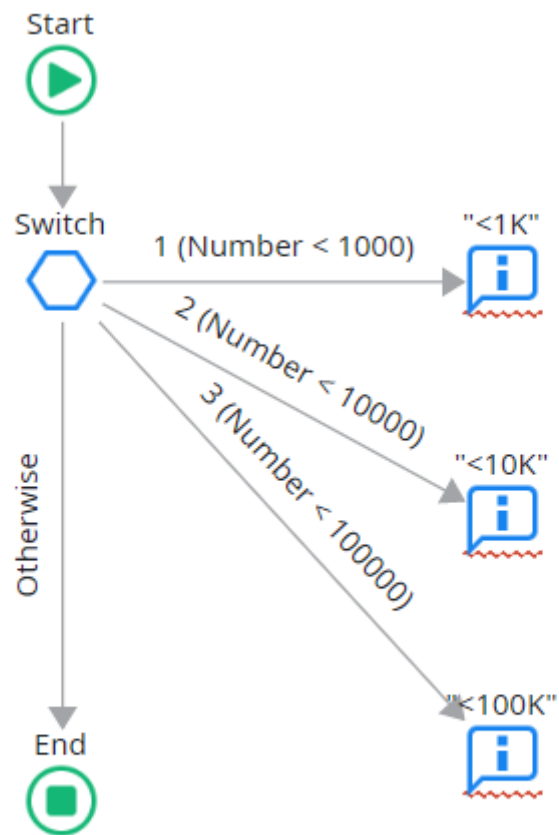 Start
Switch
1 (Number < 1000)
"<1K"
2 (Number < 10000)
"<10K"
3 (Number < 100000)
"<100K"
Otherwise
End